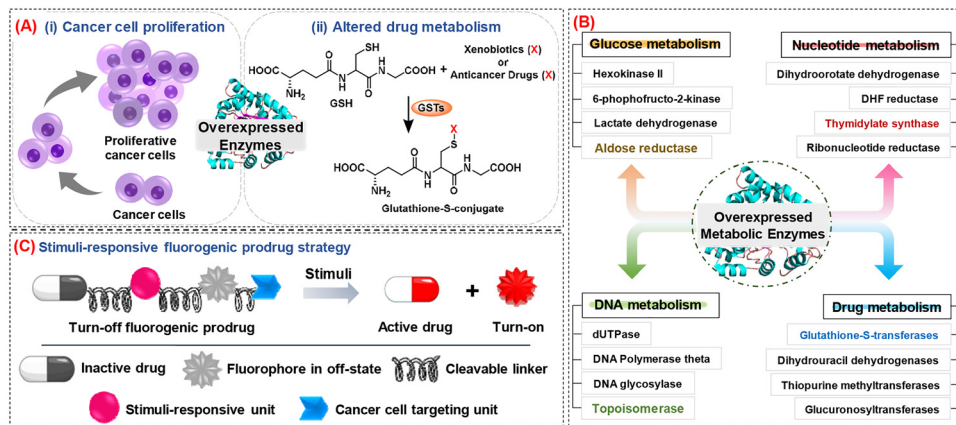 (A)
(i) Cancer cell proliferation
Proliferative
cancer cells
Cancer cells
Overexpressed
Enzymes
(ii) Altered drug metabolism
HOOC
NH2
O
N
H
SH
H
N
O
COOH
GSH
+
Xenobiotics (X)
or
Anticancer Drugs (X)
GSTs
X
S
HOOC
NH2
O
N
H
H
N
O
COOH
Glutathione-S-conjugate
(B)
Glucose metabolism
Hexokinase II
6-phophofructo-2-kinase
Lactate dehydrogenase
Aldose reductase
Nucleotide metabolism
Dihydroorotate dehydrogenase
DHF reductase
Thymidylate synthase
Ribonucleotide reductase
Overexpressed
Metabolic Enzymes
DNA metabolism
dUTPase
DNA Polymerse theta
DNA glycosylase
Topoisomerase
Drug metabolism
Glutathione-S-transferases
Dihydrouracil dehydrogenases
Thiopurine methyltransferases
Glucuronosyltransferases
(C) Stimuli-responsive fluorogenic prodrug strategy
Turn-off fluorogenic prodrug
Stimuli
Active drug
+
Turn-on
Inactive drug
Fluorophore in off-state
Cleavable linker
Stimuli-responsive unit
Cancer cell targeting unit